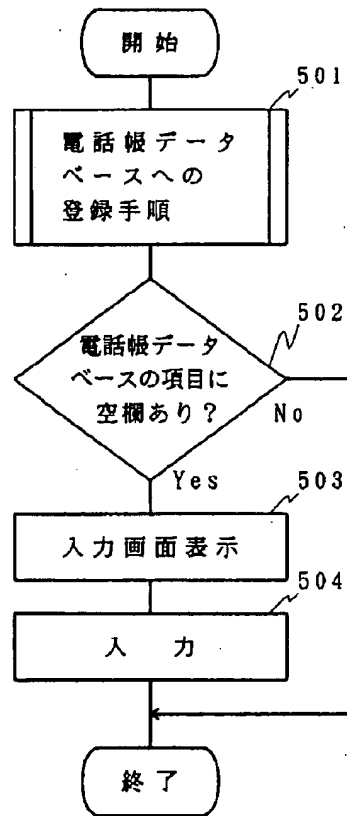 開始
501
電話帳データ
ベースへの
登録手順
502
電話帳データ
ベースの項目に
空欄あり?
No
Yes
503
入力画面表示
504
入力
終了